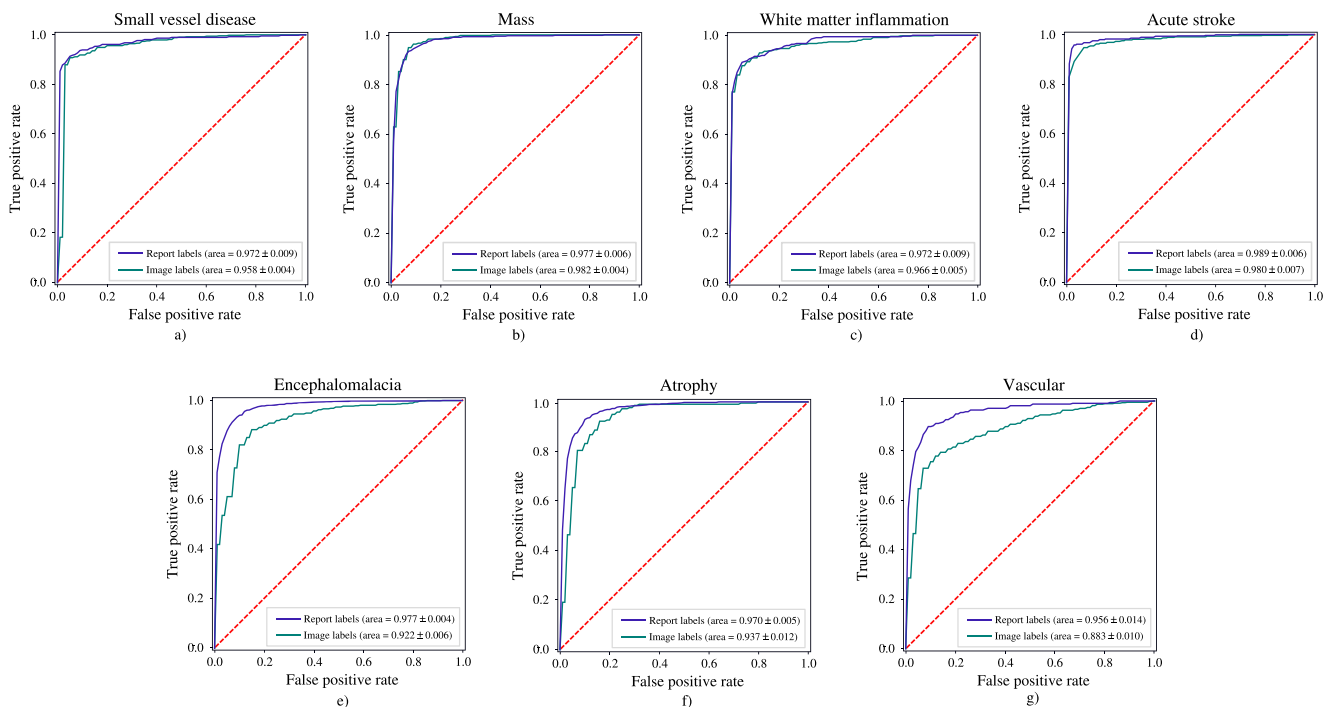 Small vessel disease
True positive rate
1.0
0.8
0.6
0.4
0.2
0.0
Report labels (area = 0.972 ± 0.009)
Image labels (area = 0.958 ± 0.004)
0.0 0.2 0.4 0.6 0.8 1.0
False positive rate
a)
Mass
True positive rate
1.0
0.8
0.6
0.4
0.2
0.0
Report labels (area = 0.977 ± 0.006)
Image labels (area = 0.982 ± 0.004)
0.0 0.2 0.4 0.6 0.8 1.0
False positive rate
b)
White matter inflammation
True positive rate
1.0
0.8
0.6
0.4
0.2
0.0
Report labels (area = 0.972 ± 0.009)
Image labels (area = 0.966 ± 0.005)
0.0 0.2 0.4 0.6 0.8 1.0
False positive rate
c)
Acute stroke
True positive rate
1.0
0.8
0.6
0.4
0.2
0.0
Report labels (area = 0.989 ± 0.006)
Image labels (area = 0.980 ± 0.007)
0.0 0.2 0.4 0.6 0.8 1.0
False positive rate
d)
Encephalomalacia
True positive rate
1.0
0.8
0.6
0.4
0.2
0.0
Report labels (area = 0.977 ± 0.004)
Image labels (area = 0.922 ± 0.006)
0.0 0.2 0.4 0.6 0.8 1.0
False positive rate
e)
Atrophy
True positive rate
1.0
0.8
0.6
0.4
0.2
0.0
Report labels (area = 0.970 ± 0.005)
Image labels (area = 0.937 ± 0.012)
0.0 0.2 0.4 0.6 0.8 1.0
False positive rate
f)
Vascular
True positive rate
1.0
0.8
0.6
0.4
0.2
0.0
Report labels (area = 0.956 ± 0.014)
Image labels (area = 0.883 ± 0.010)
0.0 0.2 0.4 0.6 0.8 1.0
False positive rate
g)